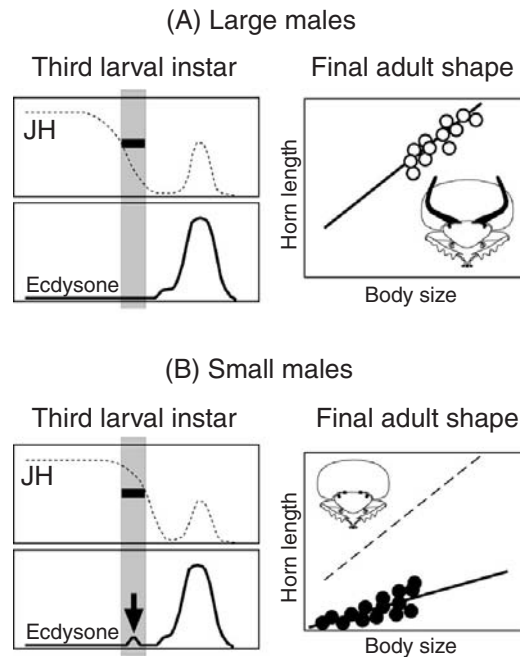 (A) Large males
Third larval instar
Final adult shape
JH
Ecdysone
Horn length
Body size
(B) Small males
Third larval instar
Final adult shape
JH
Ecdysone
Horn length
Body size